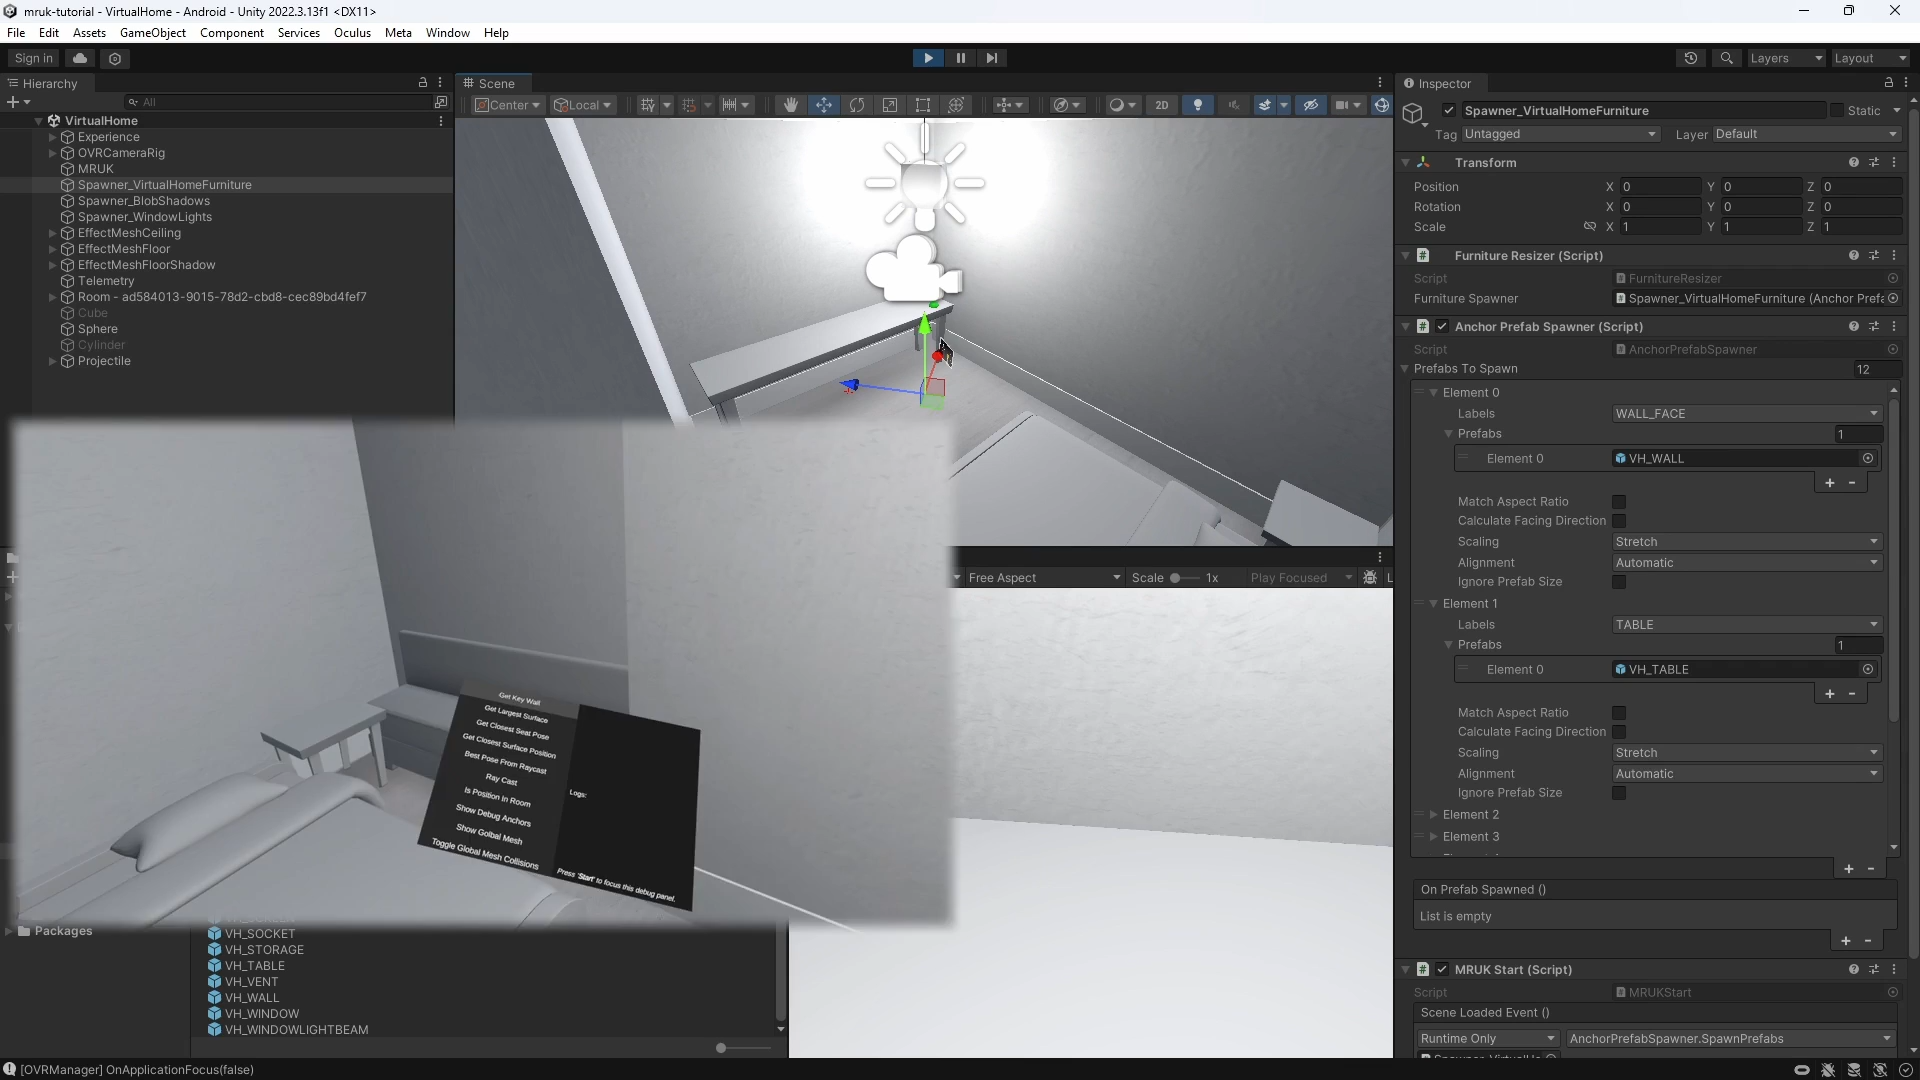 mruk-tutorial - VirtualHome - Android - Unity 2022.3.13f1 <DX11>
File Edit Assets GameObject Component Services Oculus Meta Window Help
Sign in
Layers
Layout
Hierarchy
All
VirtualHome
Experience
OVRCameraRig
MRUK
Spawner_VirtualHomeFurniture
Spawner_BlobShadows
Spawner_WindowLights
EffectMeshCeiling
EffectMeshFloor
EffectMeshFloorShadow
Telemetry
Room - ad584013-9015-78d2-cbd8-cec89bd4fef7
Cube
Sphere
Cylinder
Projectile
Scene
Center
Local
2D
Get Key Wall
Get Largest Surface
Get Closest Seat Pose
Get Closest Surface Position
Best Pose From Raycast
Ray Cast
Is Position In Room
Show Debug Anchors
Show Golbal Mesh
Toggle Global Mesh Collisions
Logs:
Press 'Start' to focus this debug panel.
Free Aspect
Scale
1x
Play Focused
Packages
VH_SOCKET
VH_STORAGE
VH_TABLE
VH_VENT
VH_WALL
VH_WINDOW
VH_WINDOWLIGHTBEAM
Inspector
Spawner_VirtualHomeFurniture
Static
Tag Untagged
Layer Default
Transform
Position X 0 Y 0 Z 0
Rotation X 0 Y 0 Z 0
Scale X 1 Y 1 Z 1
Furniture Resizer (Script)
Script FurnitureResizer
Furniture Spawner Spawner_VirtualHomeFurniture (Anchor Prefa
Anchor Prefab Spawner (Script)
Script AnchorPrefabSpawner
Prefabs To Spawn 12
Element 0
Labels WALL_FACE
Prefabs 1
Element 0 VH_WALL
Match Aspect Ratio
Calculate Facing Direction
Scaling Stretch
Alignment Automatic
Ignore Prefab Size
Element 1
Labels TABLE
Prefabs 1
Element 0 VH_TABLE
Match Aspect Ratio
Calculate Facing Direction
Scaling Stretch
Alignment Automatic
Ignore Prefab Size
Element 2
Element 3
On Prefab Spawned ()
List is empty
MRUK Start (Script)
Script MRUKStart
Scene Loaded Event ()
Runtime Only AnchorPrefabSpawner.SpawnPrefabs
[OVRManager] OnApplicationFocus(false)